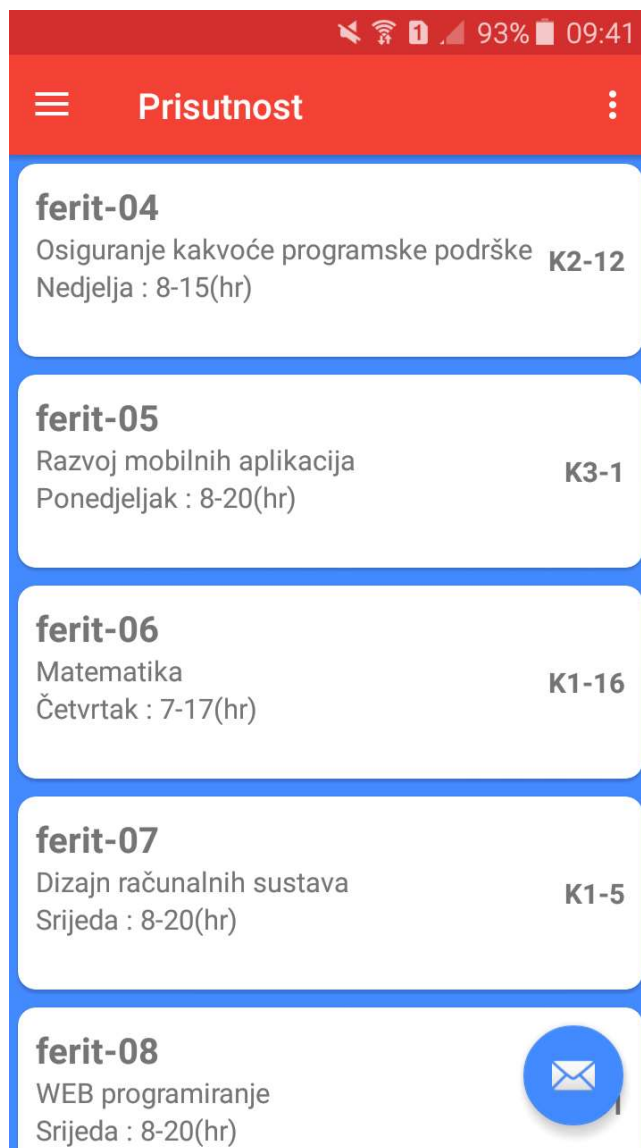 1 93% 09:41
Prisutnost
ferit-04
Osiguranje kakvoće programske podrške
K2-12
Nedjelja : 8-15(hr)
ferit-05
Razvoj mobilnih aplikacija
K3-1
Ponedjeljak : 8-20(hr)
ferit-06
Matematika
K1-16
Četvrtak : 7-17(hr)
ferit-07
Dizajn računalnih sustava
K1-5
Srijeda : 8-20(hr)
ferit-08
WEB programiranje
Srijeda : 8-20(hr)